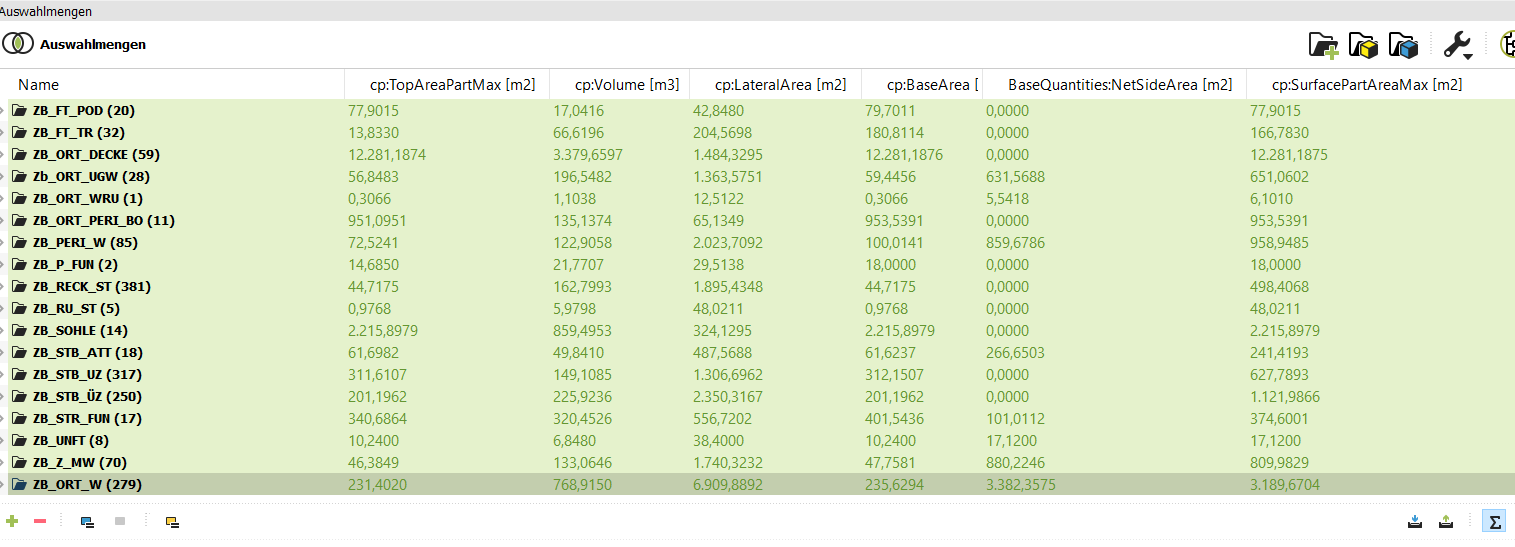 Auswahlmengen
Auswahlmengen
Name cp:TopAreaPartMax [m2] cp:Volume [m3] cp:LateralArea [m2] cp:BaseArea [ BaseQuantities:NetSideArea [m2] cp:SurfacePartAreaMax [m2]
ZB_FT_POD (20) 77,9015 17,0416 42,8480 79,7011 0,0000 77,9015
ZB_FT_TR (32) 13,8330 66,6196 204,5698 180,8114 0,0000 166,7830
ZB_ORT_DECKE (59) 12.281,1874 3.379,6597 1.484,3295 12.281,1876 0,0000 12.281,1875
Zb_ORT_UGW (28) 56,8483 196,5482 1.363,5751 59,4456 631,5688 651,0602
ZB_ORT_WRU (1) 0,3066 1,1038 12,5122 0,3066 5,5418 6,1010
ZB_ORT_PERI_BO (11) 951,0951 135,1374 65,1349 953,5391 0,0000 953,5391
ZB_PERI_W (85) 72,5241 122,9058 2.023,7092 100,0141 859,6786 958,9485
ZB_P_FUN (2) 14,6850 21,7707 29,5138 18,0000 0,0000 18,0000
ZB_RECK_ST (381) 44,7175 162,7993 1.895,4348 44,7175 0,0000 498,4068
ZB_RU_ST (5) 0,9768 5,9798 48,0211 0,9768 0,0000 48,0211
ZB_SOHLE (14) 2.215,8979 859,4953 324,1295 2.215,8979 0,0000 2.215,8979
ZB_STB_ATT (18) 61,6982 49,8410 487,5688 61,6237 266,6503 241,4193
ZB_STB_UZ (317) 311,6107 149,1085 1.306,6962 312,1507 0,0000 627,7893
ZB_STB_ÜZ (250) 201,1962 225,9236 2.350,3167 201,1962 0,0000 1.121,9866
ZB_STR_FUN (17) 340,6864 320,4526 556,7202 401,5436 101,0112 374,6001
ZB_UNFT (8) 10,2400 6,8480 38,4000 10,2400 17,1200 17,1200
ZB_Z_MW (70) 46,3849 133,0646 1.740,3232 47,7581 880,2246 809,9829
ZB_ORT_W (279) 231,4020 768,9150 6.909,8892 235,6294 3.382,3575 3.189,6704
Σ